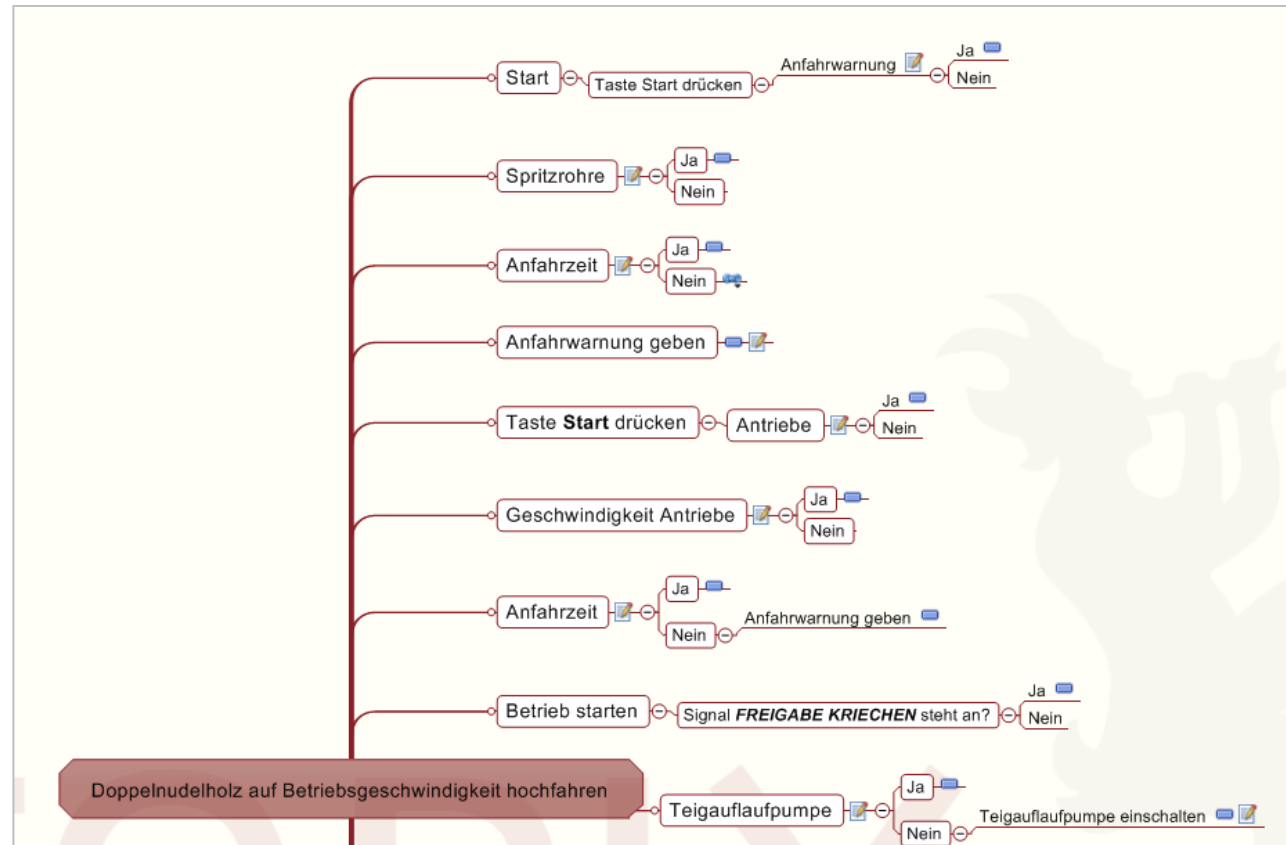 Start
Taste Start drücken
Anfahrwarnung
Ja
Nein
Spritzrohre
Ja
Nein
Anfahrzeit
Ja
Nein
Anfahrwarnung geben
Taste Start drücken
Antriebe
Ja
Nein
Geschwindigkeit Antriebe
Ja
Nein
Anfahrzeit
Ja
Nein
Anfahrwarnung geben
Betrieb starten
Signal FREIGABE KRIECHEN steht an?
Ja
Nein
Doppelnudelholz auf Betriebsgeschwindigkeit hochfahren
Teigauflaufpumpe
Ja
Nein
Teigauflaufpumpe einschalten